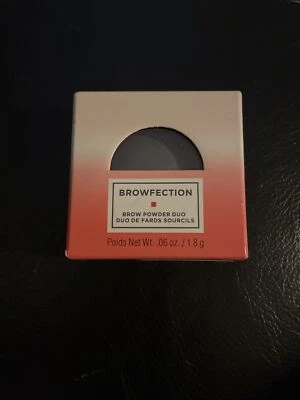 BROWFECTION
BROW POWDER DUO
DUO DE FARDS SOURCILS
Poids Net Wt. .06 oz. / 1.8 g